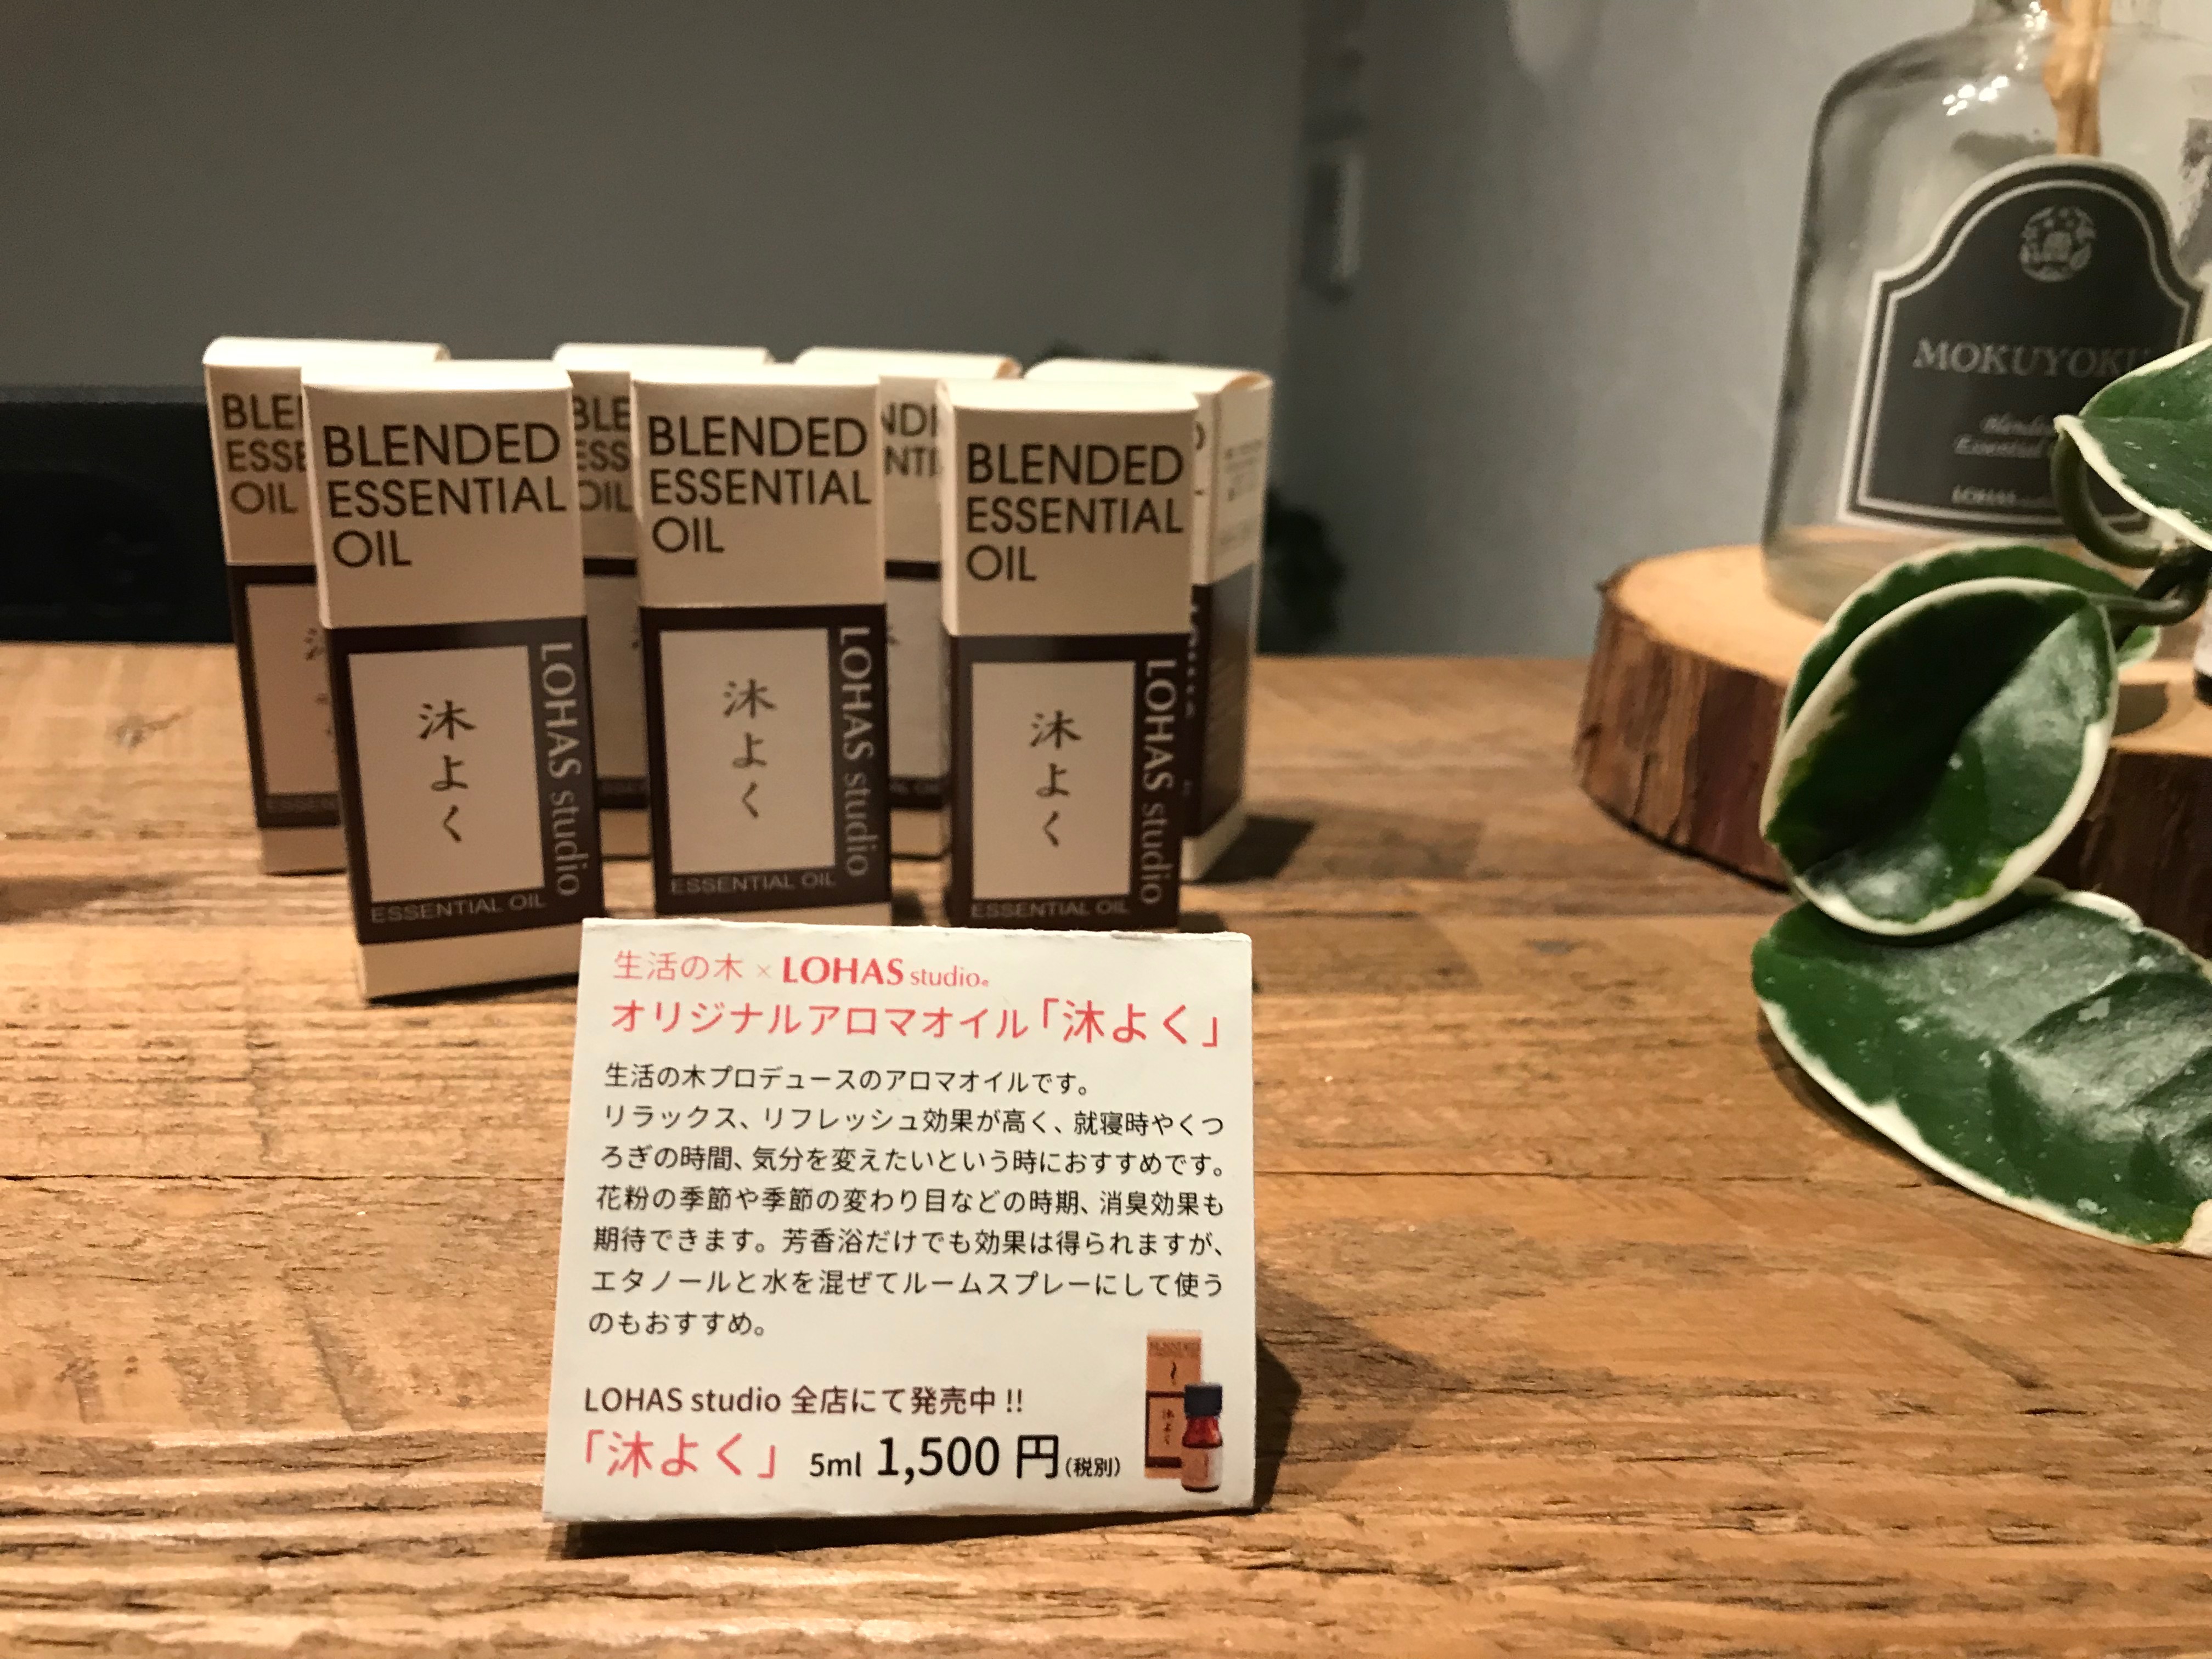 BLENDED
ESSENTIAL
OIL
沐よく
LOHAS studio
ESSENTIAL OIL
BLENDED
ESSENTIAL
OIL
沐よく
LOHAS studio
ESSENTIAL OIL
BLENDED
ESSENTIAL
OIL
沐よく
LOHAS studio
ESSENTIAL OIL
MOKUYOKU
Essential
LOHAS
生活の木 × LOHAS studio®
オリジナルアロマオイル「沐よく」
生活の木プロデュースのアロマオイルです。
リラックス、リフレッシュ効果が高く、就寝時やくつ
ろぎの時間、気分を変えたいという時におすすめです。
花粉の季節や季節の変わり目などの時期、消臭効果も
期待できます。芳香浴だけでも効果は得られますが、
エタノールと水を混ぜてルームスプレーにして使う
のもおすすめ。
LOHAS studio 全店にて発売中 !!
「沐よく」 5ml 1,500 円(税別)